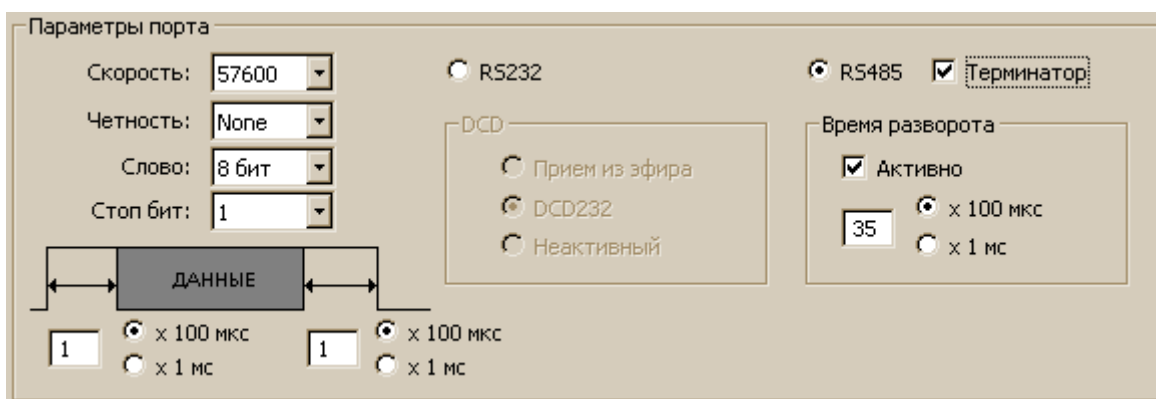 Параметры порта
Скорость: 57600
Четность: None
Слово: 8 бит
Стоп бит: 1
ДАННЫЕ
1 x 100 мкс
x 1 мс
1 x 100 мкс
x 1 мс
RS232
DCD
Прием из эфира
DCD232
Неактивный
RS485 Терминатор
Время разворота
Активно
35 x 100 мкс
x 1 мс